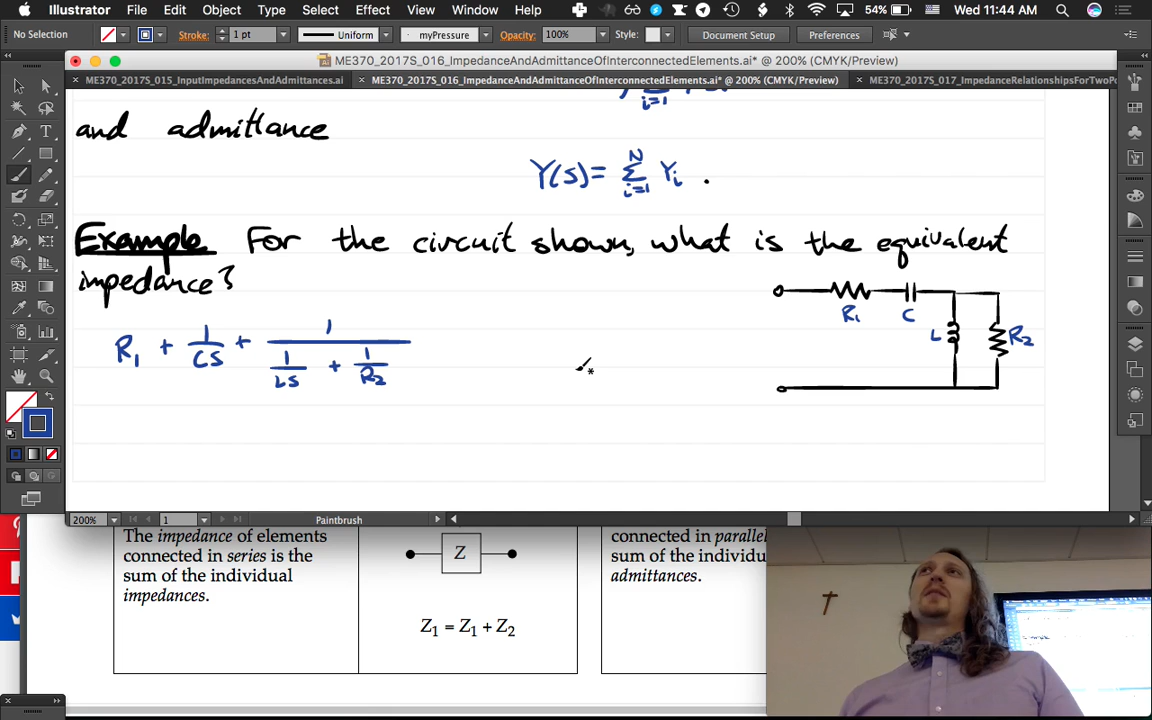 Illustrator File Edit Object Type Select Effect View Window Help 54% Wed 11:44 AM
No Selection Stroke: 1 pt Uniform myPressure Opacity: 100% Style: Document Setup Preferences
ME370_2017S_016_ImpedanceAndAdmittanceOfInterconnectedElements.ai* @ 200% (CMYK/Preview)
ME370_2017S_015_InputImpedancesAndAdmittances.ai ME370_2017S_016_ImpedanceAndAdmittanceOfInterconnectedElements.ai* @ 200% (CMYK/Preview) ME370_2017S_017_ImpedanceRelationshipsForTwoPo
i=1
and admittance
Y(s)= N Σ i=1 Yi .
Example For the circuit shown, what is the equivalent
impedance?
R1 + 1/CS + 1/(1/LS + 1/R2)
R1 C
L R2
200% 1 Paintbrush
The impedance of elements
connected in series is the
sum of the individual
impedances.
Z
Z1 = Z1 + Z2
connected in parallel
sum of the individu
admittances.